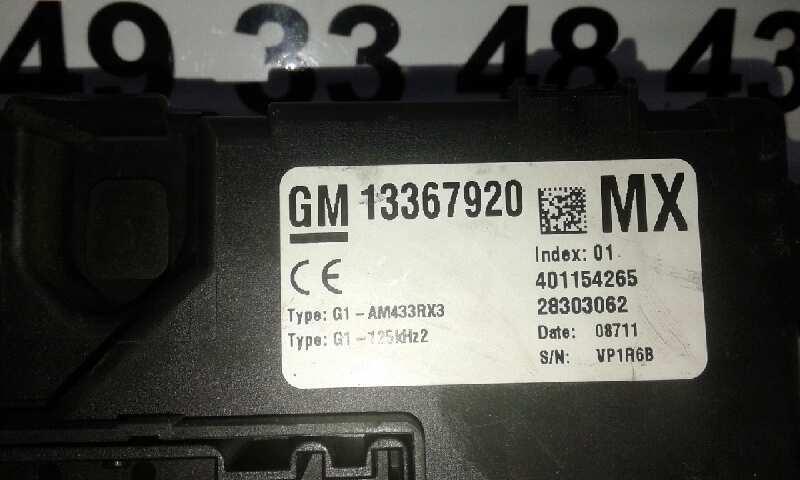 49 33 48 43
GM 13367920 MX
Index: 01
401154265
28303062
CE
Type: G1-AM433RX3
Type: G1-125kHz2
Date: 08711
S/N: VP1R6B